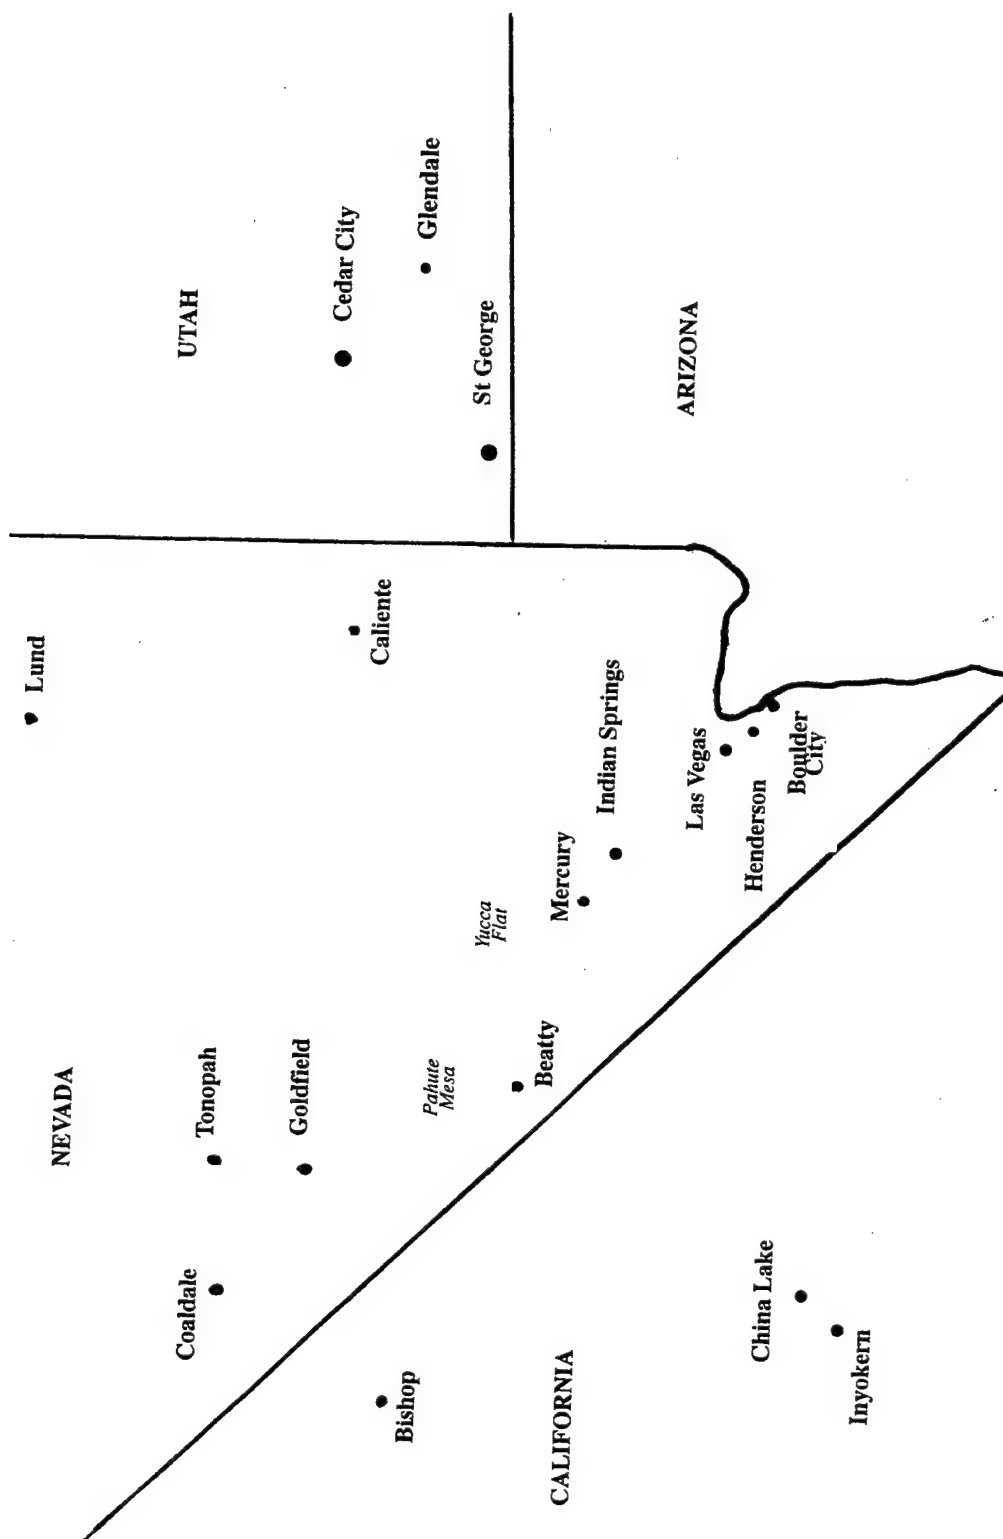 Lund
NEVADA
Coaldale
UTAH
Tonopah
Goldfield
Cedar City
Caliente
Bishop
Glendale
Pahute
Mesa
Yucca
Flat
St George
Beatty
Mercury
CALIFORNIA
Indian Springs
ARIZONA
Las Vegas
China Lake
Henderson
Boulder
City
Inyokern